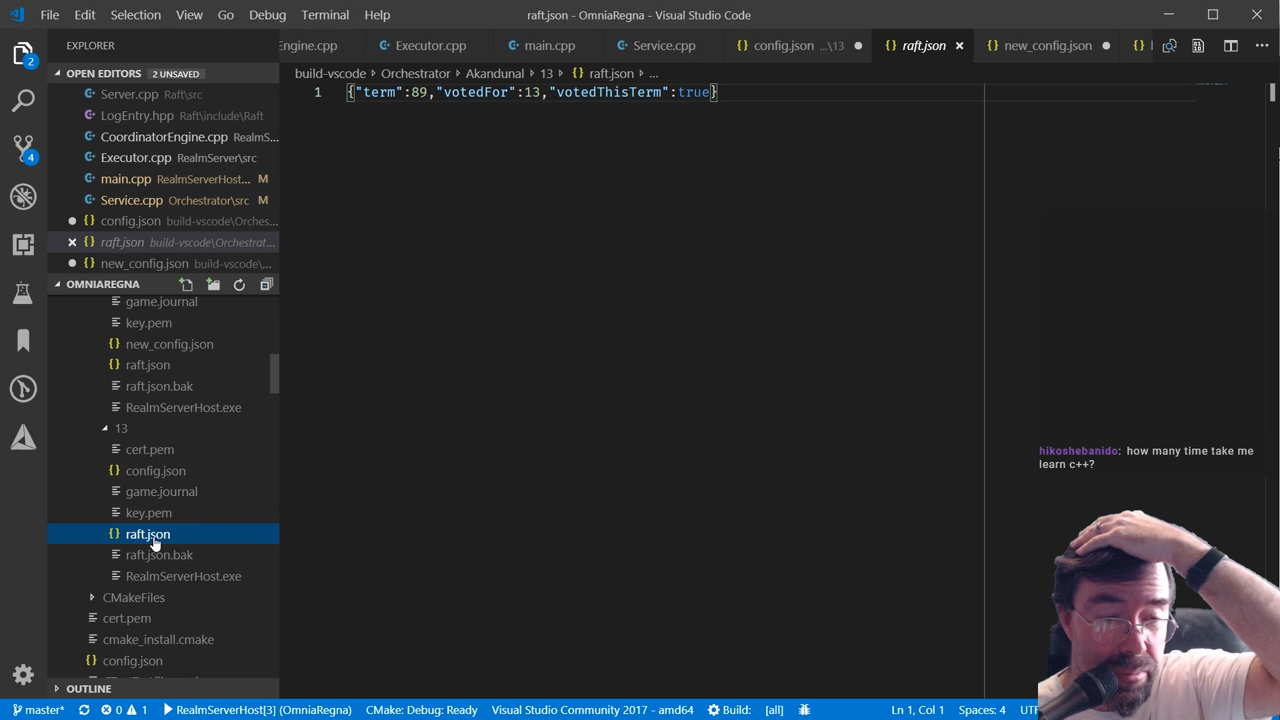 File Edit Selection View Go Debug Terminal Help
raft.json - OmniaRegna - Visual Studio Code
EXPLORER
Engine.cpp Executor.cpp main.cpp Service.cpp config.json ...\13 raft.json new_config.json
OPEN EDITORS 2 UNSAVED
build-vscode Orchestrator Akandunal 13 raft.json ...
1 {"term":89,"votedFor":13,"votedThisTerm":true}
Server.cpp Raft\src
LogEntry.hpp Raft\include\Raft
CoordinatorEngine.cpp RealmS...
Executor.cpp RealmServer\src
main.cpp RealmServerHost... M
Service.cpp Orchestrator\src M
config.json build-vscode\Orches...
raft.json build-vscode\Orchestrat...
new_config.json build-vscode\...
OMNIAREGNA
game.journal
key.pem
new_config.json
raft.json
raft.json.bak
RealmServerHost.exe
13
cert.pem
config.json
game.journal
key.pem
raft.json
raft.json.bak
RealmServerHost.exe
CMakeFiles
cert.pem
cmake_install.cmake
config.json
OUTLINE
2
4
hikoshebanido: how many time take me
learn c++?
master* 0 1 RealmServerHost[3] (OmniaRegna) CMake: Debug: Ready Visual Studio Community 2017 - amd64 Build: [all] Ln 1, Col 1 Spaces: 4